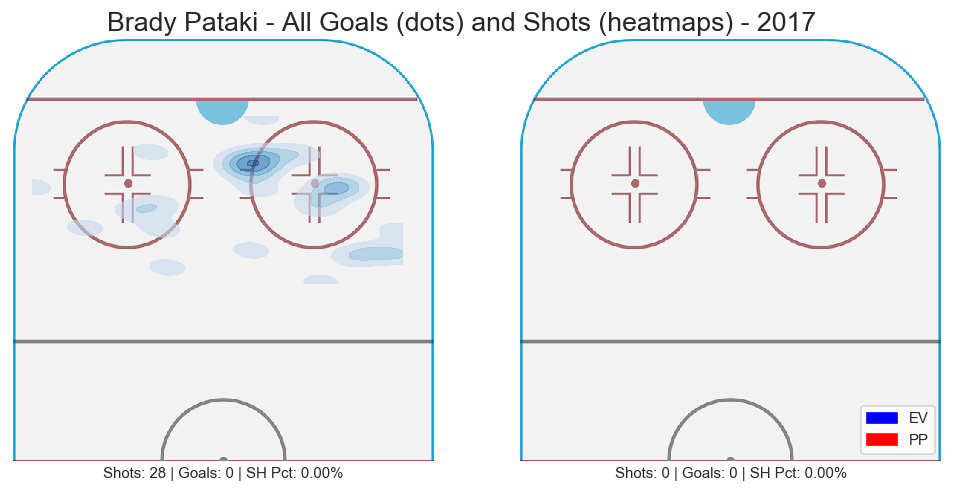 Brady Pataki - All Goals (dots) and Shots (heatmaps) - 2017
EV
PP
Shots: 28 | Goals: 0 | SH Pct: 0.00%
Shots: 0 | Goals: 0 | SH Pct: 0.00%